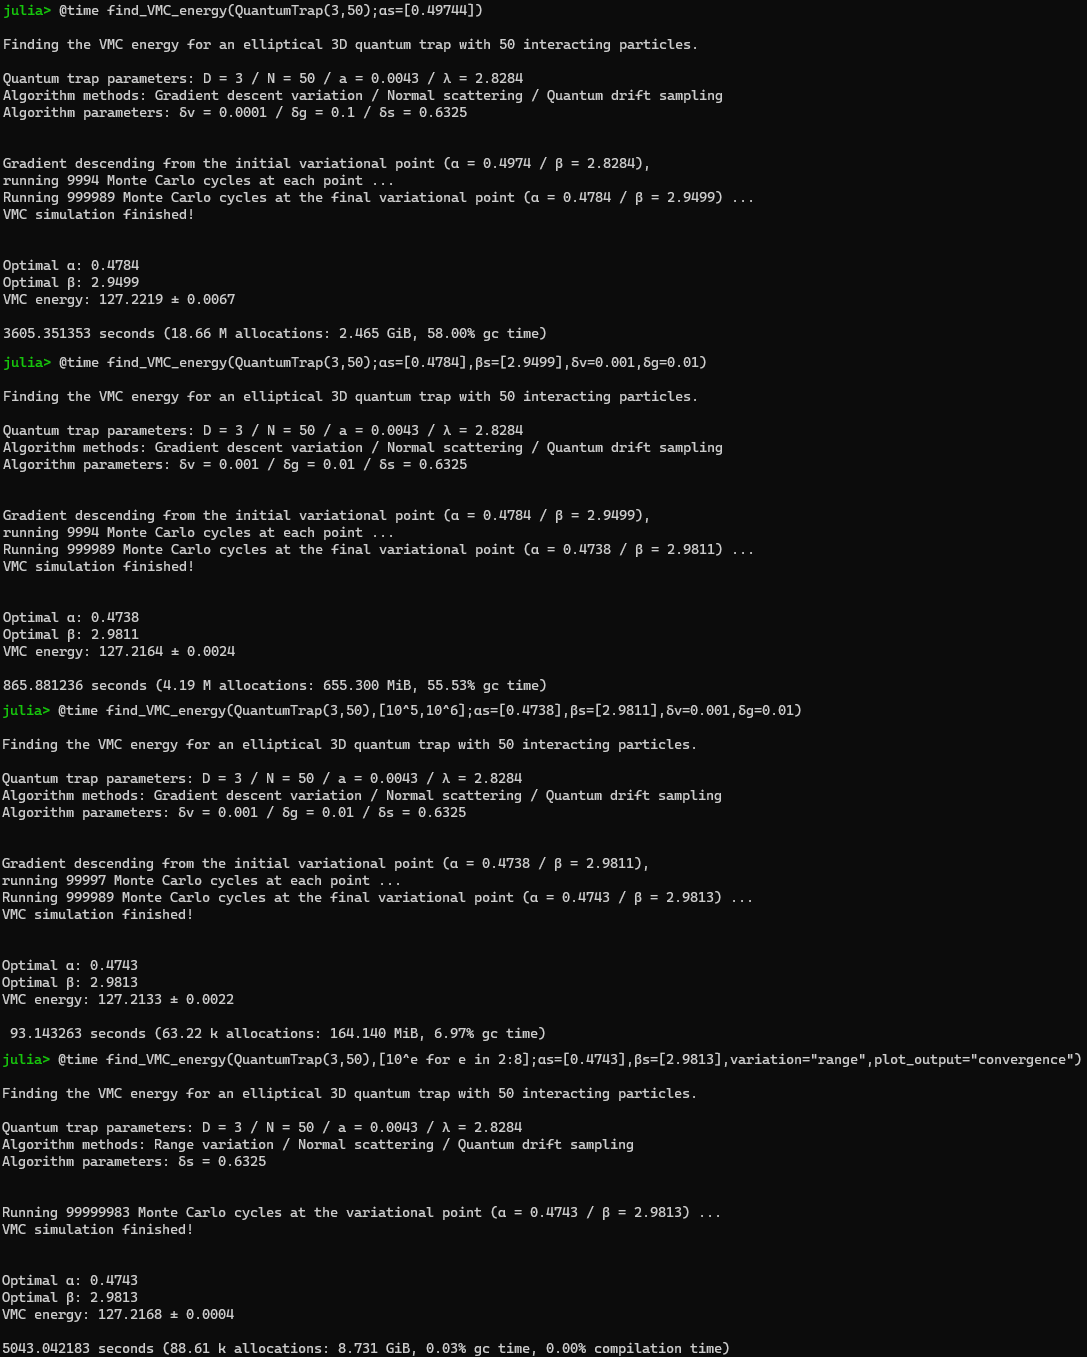 julia> @time find_VMC_energy(QuantumTrap(3,50);αs=[0.49744])
Finding the VMC energy for an elliptical 3D quantum trap with 50 interacting particles.
Quantum trap parameters: D = 3 / N = 50 / a = 0.0043 / λ = 2.8284
Algorithm methods: Gradient descent variation / Normal scattering / Quantum drift sampling
Algorithm parameters: δv = 0.0001 / δg = 0.1 / δs = 0.6325
Gradient descending from the initial variational point (α = 0.4974 / β = 2.8284),
running 9994 Monte Carlo cycles at each point ...
Running 999989 Monte Carlo cycles at the final variational point (α = 0.4784 / β = 2.9499) ...
VMC simulation finished!
Optimal α: 0.4784
Optimal β: 2.9499
VMC energy: 127.2219 ± 0.0067
3605.351353 seconds (18.66 M allocations: 2.465 GiB, 58.00% gc time)
julia> @time find_VMC_energy(QuantumTrap(3,50);αs=[0.4784],βs=[2.9499],δv=0.001,δg=0.01)
Finding the VMC energy for an elliptical 3D quantum trap with 50 interacting particles.
Quantum trap parameters: D = 3 / N = 50 / a = 0.0043 / λ = 2.8284
Algorithm methods: Gradient descent variation / Normal scattering / Quantum drift sampling
Algorithm parameters: δv = 0.001 / δg = 0.01 / δs = 0.6325
Gradient descending from the initial variational point (α = 0.4784 / β = 2.9499),
running 9994 Monte Carlo cycles at each point ...
Running 999989 Monte Carlo cycles at the final variational point (α = 0.4738 / β = 2.9811) ...
VMC simulation finished!
Optimal α: 0.4738
Optimal β: 2.9811
VMC energy: 127.2164 ± 0.0024
865.881236 seconds (4.19 M allocations: 655.300 MiB, 55.53% gc time)
julia> @time find_VMC_energy(QuantumTrap(3,50),[10^5,10^6];αs=[0.4738],βs=[2.9811],δv=0.001,δg=0.01)
Finding the VMC energy for an elliptical 3D quantum trap with 50 interacting particles.
Quantum trap parameters: D = 3 / N = 50 / a = 0.0043 / λ = 2.8284
Algorithm methods: Gradient descent variation / Normal scattering / Quantum drift sampling
Algorithm parameters: δv = 0.001 / δg = 0.01 / δs = 0.6325
Gradient descending from the initial variational point (α = 0.4738 / β = 2.9811),
running 99997 Monte Carlo cycles at each point ...
Running 999989 Monte Carlo cycles at the final variational point (α = 0.4743 / β = 2.9813) ...
VMC simulation finished!
Optimal α: 0.4743
Optimal β: 2.9813
VMC energy: 127.2133 ± 0.0022
93.143263 seconds (63.22 k allocations: 164.140 MiB, 6.97% gc time)
julia> @time find_VMC_energy(QuantumTrap(3,50),[10^e for e in 2:8];αs=[0.4743],βs=[2.9813],variation="range",plot_output="convergence")
Finding the VMC energy for an elliptical 3D quantum trap with 50 interacting particles.
Quantum trap parameters: D = 3 / N = 50 / a = 0.0043 / λ = 2.8284
Algorithm methods: Range variation / Normal scattering / Quantum drift sampling
Algorithm parameters: δs = 0.6325
Running 99999983 Monte Carlo cycles at the variational point (α = 0.4743 / β = 2.9813) ...
VMC simulation finished!
Optimal α: 0.4743
Optimal β: 2.9813
VMC energy: 127.2168 ± 0.0004
5043.042183 seconds (88.61 k allocations: 8.731 GiB, 0.03% gc time, 0.00% compilation time)